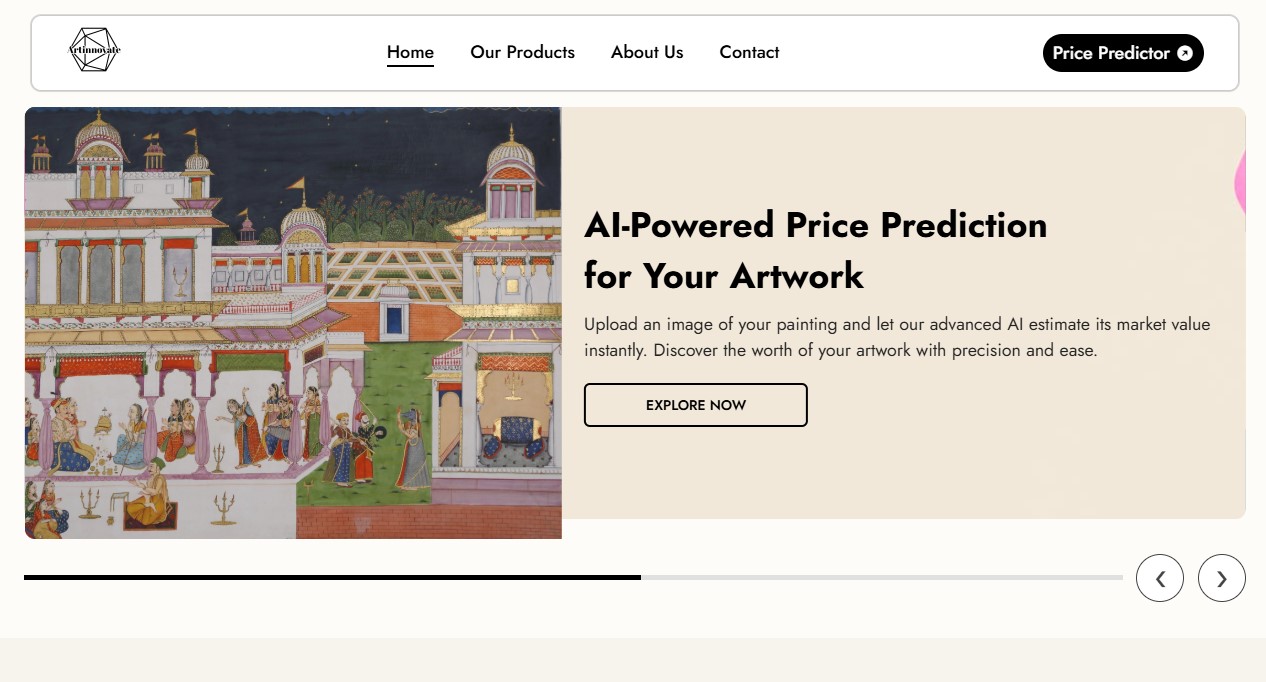 Artinnovate
Home
Our Products
About Us
Contact
Price Predictor
AI-Powered Price Prediction
for Your Artwork
Upload an image of your painting and let our advanced AI estimate its market value
instantly. Discover the worth of your artwork with precision and ease.
EXPLORE NOW